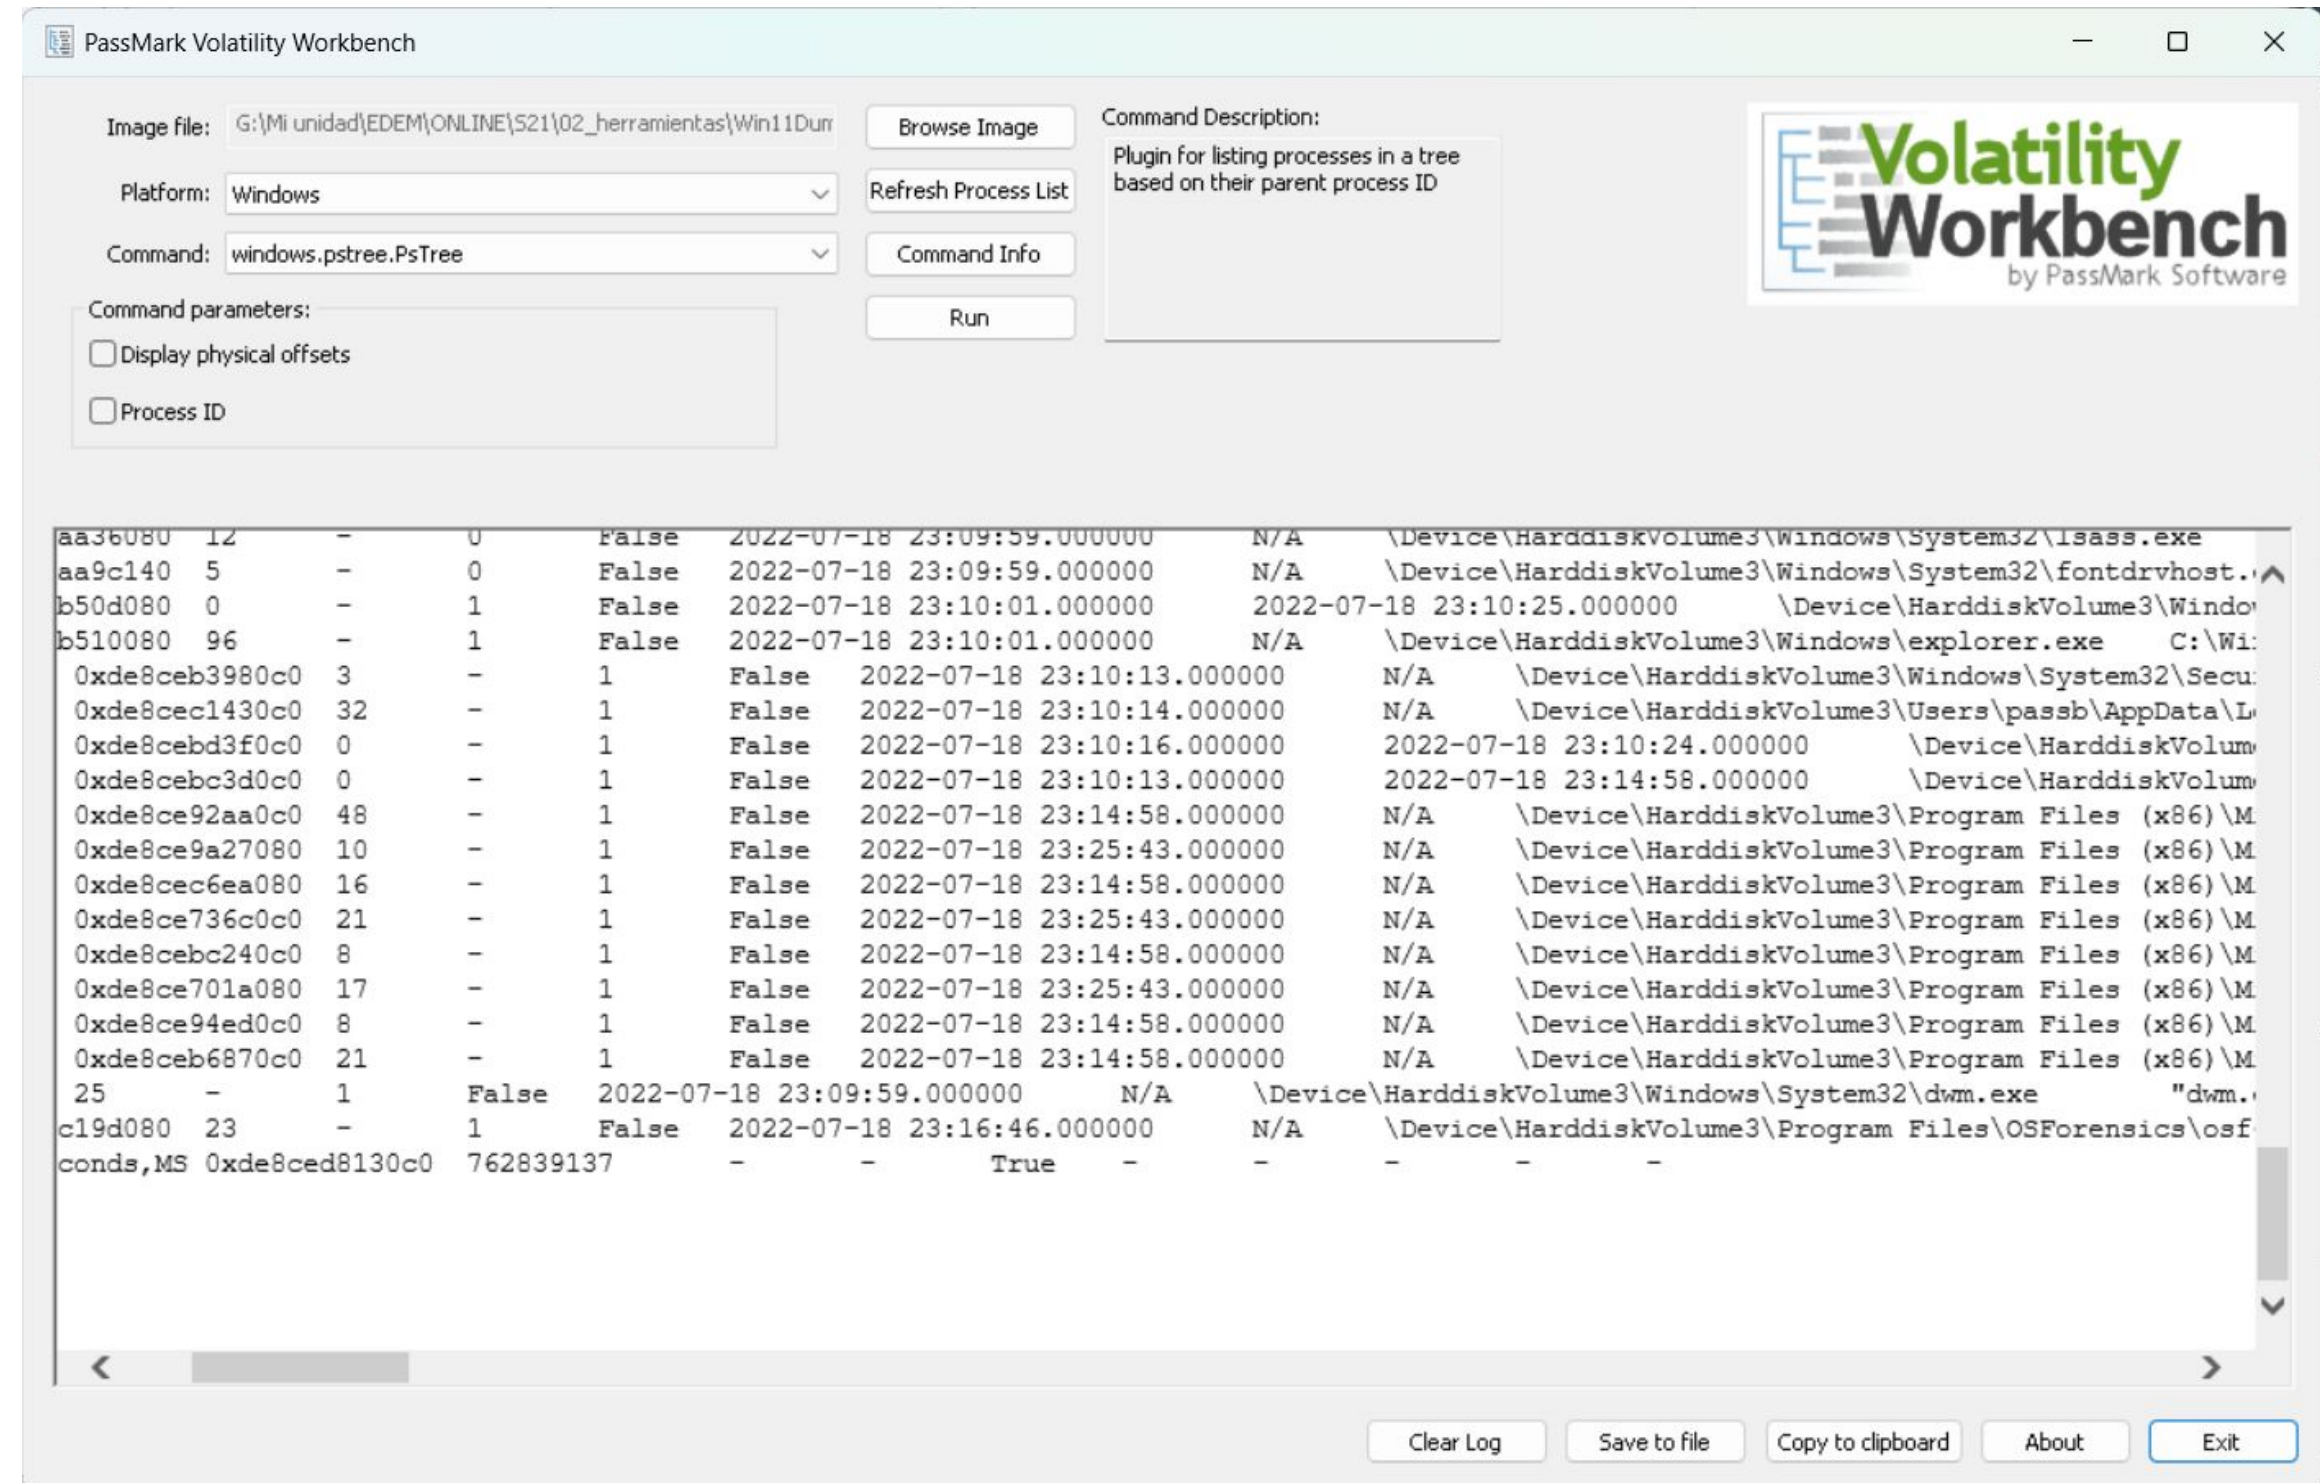 PassMark Volatility Workbench
Image file: G:\Mi unidad\EDEM\ONLINE\S21\02_herramientas\Win11Dum
Browse Image
Command Description:
Plugin for listing processes in a tree
based on their parent process ID
Volatility
Workbench
by PassMark Software
Platform: Windows
Refresh Process List
Command: windows.pstree.PsTree
Command Info
Command parameters:
Run
Display physical offsets
Process ID
aa36080 12 - 0 False 2022-07-18 23:09:59.000000 N/A \Device\HarddiskVolume3\Windows\System32\lsass.exe
aa9c140 5 - 0 False 2022-07-18 23:09:59.000000 N/A \Device\HarddiskVolume3\Windows\System32\fontdrvhost.
b50d080 0 - 1 False 2022-07-18 23:10:01.000000 2022-07-18 23:10:25.000000 \Device\HarddiskVolume3\Window
b510080 96 - 1 False 2022-07-18 23:10:01.000000 N/A \Device\HarddiskVolume3\Windows\explorer.exe C:\Wi
0xde8ceb3980c0 3 - 1 False 2022-07-18 23:10:13.000000 N/A \Device\HarddiskVolume3\Windows\System32\Secu
0xde8cec1430c0 32 - 1 False 2022-07-18 23:10:14.000000 N/A \Device\HarddiskVolume3\Users\passb\AppData\L
0xde8cebd3f0c0 0 - 1 False 2022-07-18 23:10:16.000000 2022-07-18 23:10:24.000000 \Device\HarddiskVolum
0xde8cebc3d0c0 0 - 1 False 2022-07-18 23:10:13.000000 2022-07-18 23:14:58.000000 \Device\HarddiskVolum
0xde8ce92aa0c0 48 - 1 False 2022-07-18 23:14:58.000000 N/A \Device\HarddiskVolume3\Program Files (x86)\M
0xde8ce9a27080 10 - 1 False 2022-07-18 23:25:43.000000 N/A \Device\HarddiskVolume3\Program Files (x86)\M
0xde8cec6ea080 16 - 1 False 2022-07-18 23:14:58.000000 N/A \Device\HarddiskVolume3\Program Files (x86)\M
0xde8ce736c0c0 21 - 1 False 2022-07-18 23:25:43.000000 N/A \Device\HarddiskVolume3\Program Files (x86)\M
0xde8cebc240c0 8 - 1 False 2022-07-18 23:14:58.000000 N/A \Device\HarddiskVolume3\Program Files (x86)\M
0xde8ce701a080 17 - 1 False 2022-07-18 23:25:43.000000 N/A \Device\HarddiskVolume3\Program Files (x86)\M
0xde8ce94ed0c0 8 - 1 False 2022-07-18 23:14:58.000000 N/A \Device\HarddiskVolume3\Program Files (x86)\M
0xde8ceb6870c0 21 - 1 False 2022-07-18 23:14:58.000000 N/A \Device\HarddiskVolume3\Program Files (x86)\M
25 - 1 False 2022-07-18 23:09:59.000000 N/A \Device\HarddiskVolume3\Windows\System32\dwm.exe "dwm.
c19d080 23 - 1 False 2022-07-18 23:16:46.000000 N/A \Device\HarddiskVolume3\Program Files\OSForensics\osf
conds,MS 0xde8ced8130c0 762839137 - - True - - - - -
Clear Log
Save to file
Copy to clipboard
About
Exit